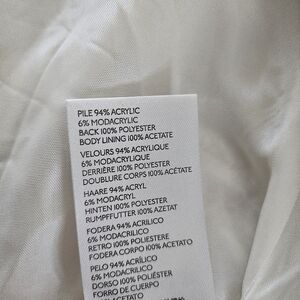 PILE 94% ACRYLIC
6% MODACRYLIC
BACK 100% POLYESTER
BODY LINING 100% ACETATE
VELOURS 94% ACRYLIQUE
6% MODACRYLIQUE
DERRIÈRE 100% POLYESTER
DOUBLURE CORPS 100% ACÉTATE
HAARE 94% ACRYL
6% MODACRYL
HINTEN 100% POLYESTER
RUMPFFUTTER 100% AZETAT
FODERA 94% ACRILICO
6% MODACRILICO
RETRO 100% POLIESTERE
FODERA CORPO 100% ACETATO
PELO 94% ACRÍLICO
6% MODACRÍLICO
DORSO 100% POLIÉSTER
FORRO DE CUERPO
100% ACETATO